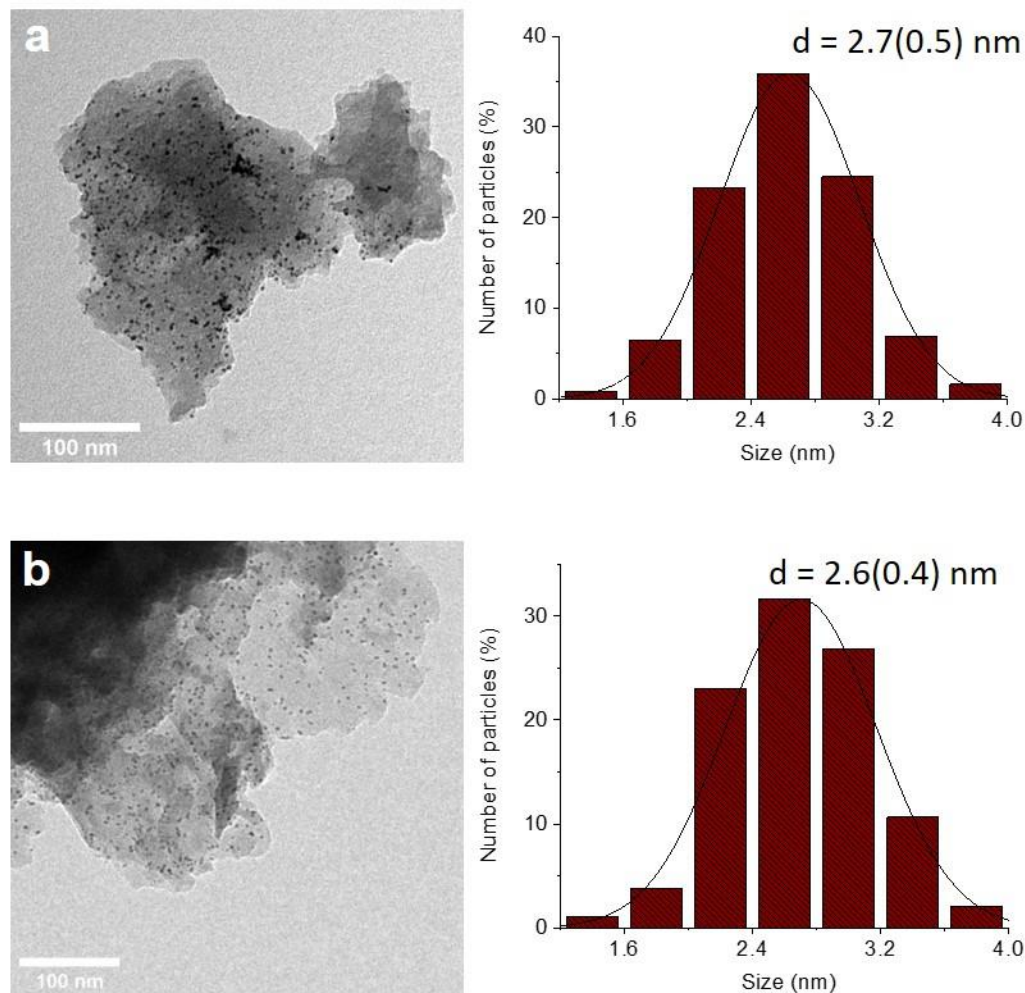 a
100 nm
d = 2.7(0.5) nm
Number of particles (%)
40
30
20
10
0
1.6 2.4 3.2 4.0
Size (nm)
b
100 nm
d = 2.6(0.4) nm
Number of particles (%)
30
20
10
0
1.6 2.4 3.2 4.0
Size (nm)